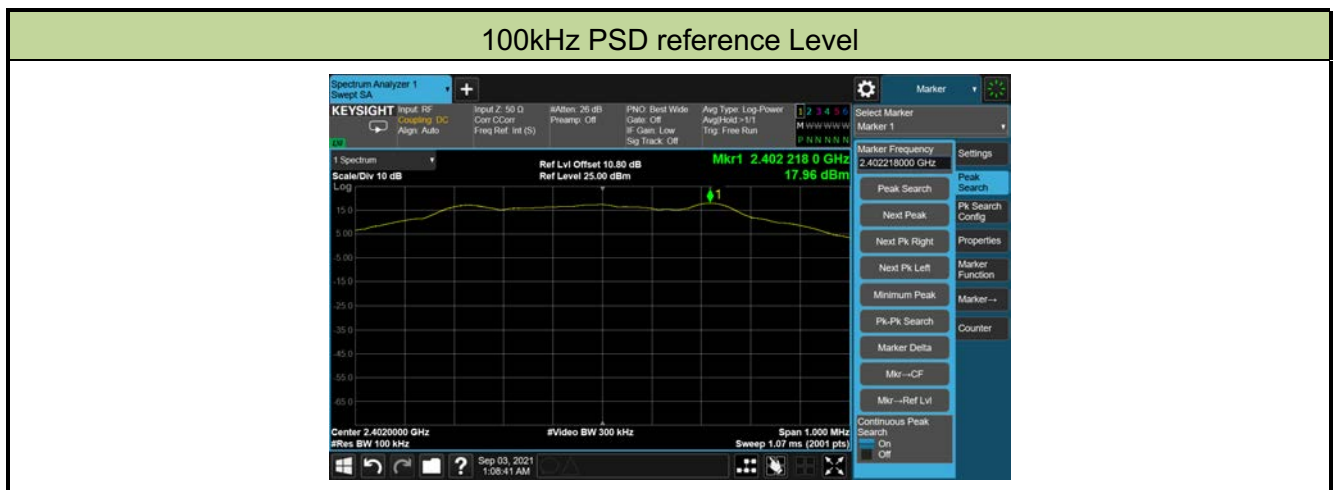 100kHz PSD reference Level
Spectrum Analyzer 1
Swept SA
+
Marker
KEYSIGHT
Input: RF
Coupling: DC
Align: Auto
Input Z: 50 Ω
Corr CCorr
Freq Ref: Int (S)
#Atten: 26 dB
Preamp: Off
PNO: Best Wide
Gate: Off
IF Gain: Low
Sig Track: Off
Avg Type: Log-Power
Avg|Hold:>1/1
Trig: Free Run
1 2 3 4 5 6
M W W W W W
P N N N N N
Select Marker
Marker 1
1 Spectrum
Scale/Div 10 dB
Log
Ref Lvl Offset 10.80 dB
Ref Level 25.00 dBm
Mkr1 2.402 218 0 GHz
17.96 dBm
1
15.0
5.00
-5.00
-15.0
-25.0
-35.0
-45.0
-55.0
-65.0
Center 2.4020000 GHz
#Res BW 100 kHz
#Video BW 300 kHz
Span 1.000 MHz
Sweep 1.07 ms (2001 pts)
Marker Frequency
2.402218000 GHz
Peak Search
Next Peak
Next Pk Right
Next Pk Left
Minimum Peak
Pk-Pk Search
Marker Delta
Mkr→CF
Mkr→Ref Lvl
Continuous Peak
Search
On
Off
Settings
Peak
Search
Pk Search
Config
Properties
Marker
Function
Marker→
Counter
?
Sep 03, 2021
1:08:41 AM